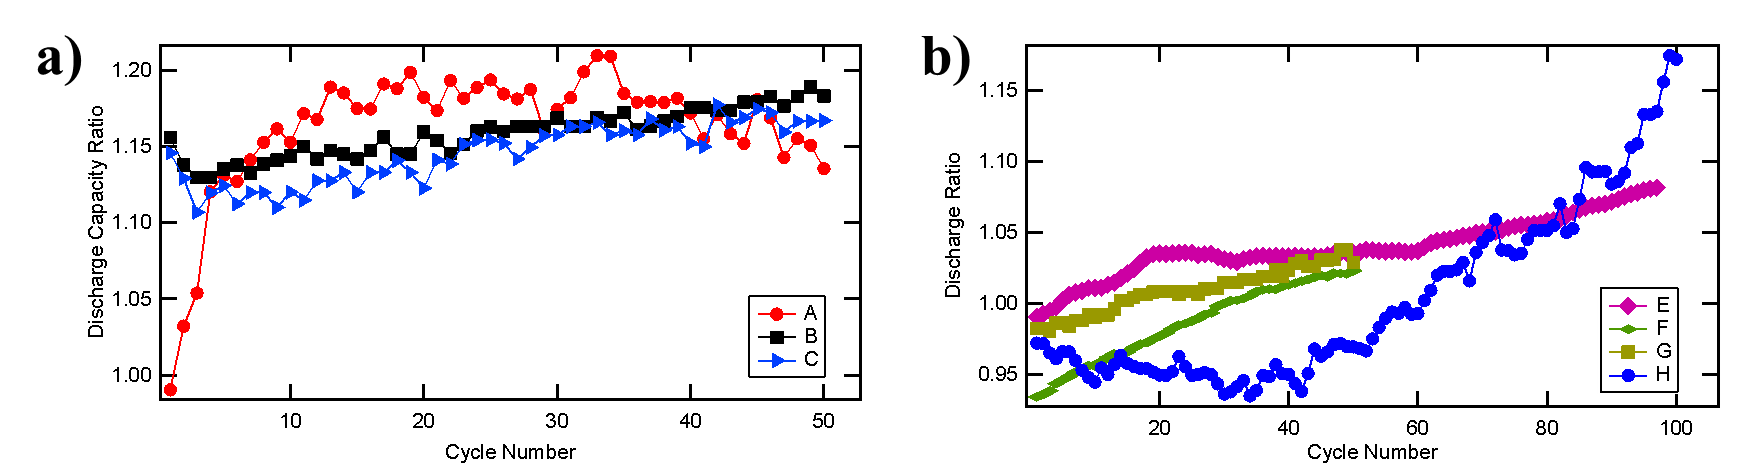 a)
Discharge Capacity Ratio
1.20
1.15
1.10
1.05
1.00
10
20
30
40
50
Cycle Number
A
B
C
b)
Discharge Ratio
1.15
1.10
1.05
1.00
0.95
20
40
60
80
100
Cycle Number
E
F
G
H